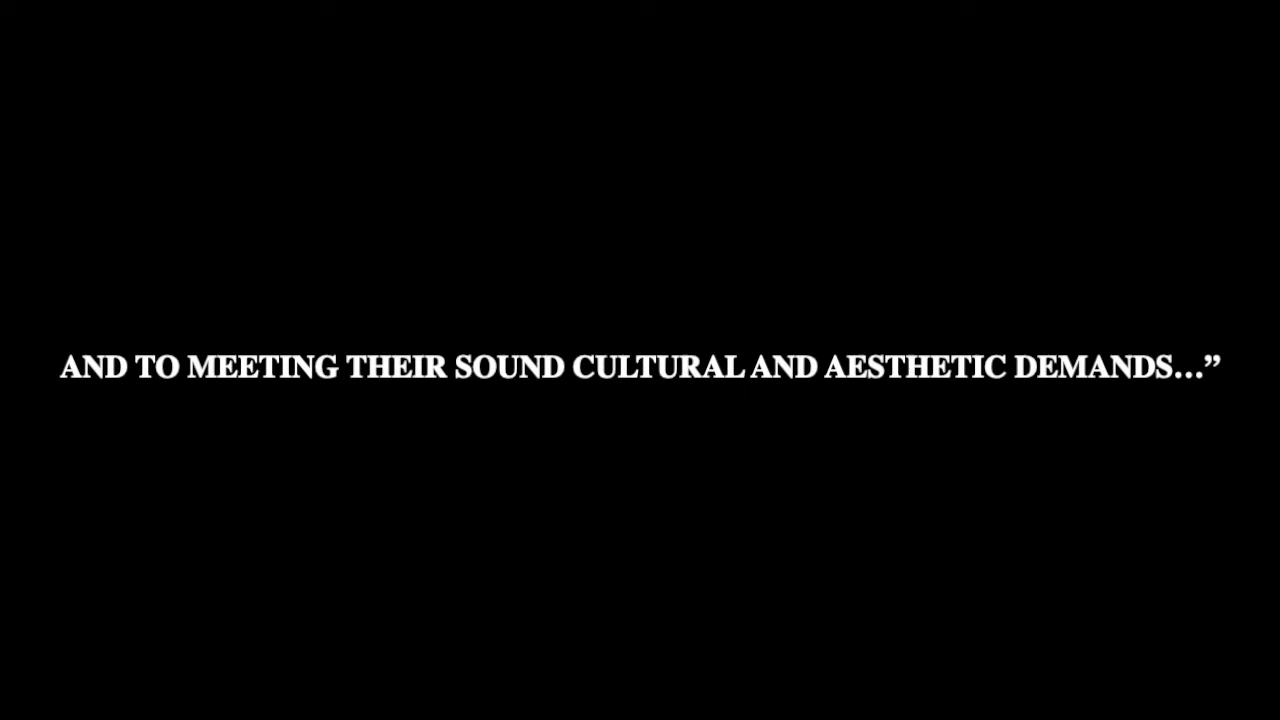 AND TO MEETING THEIR SOUND CULTURAL AND AESTHETIC DEMANDS...”